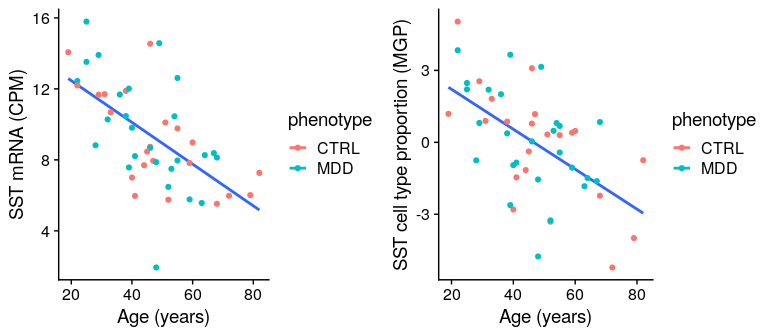 SST mRNA (CPM)
16
12
8
4
20 40 60 80
Age (years)
phenotype
CTRL
MDD
SST cell type proportion (MGP)
3
0
-3
20 40 60 80
Age (years)
phenotype
CTRL
MDD